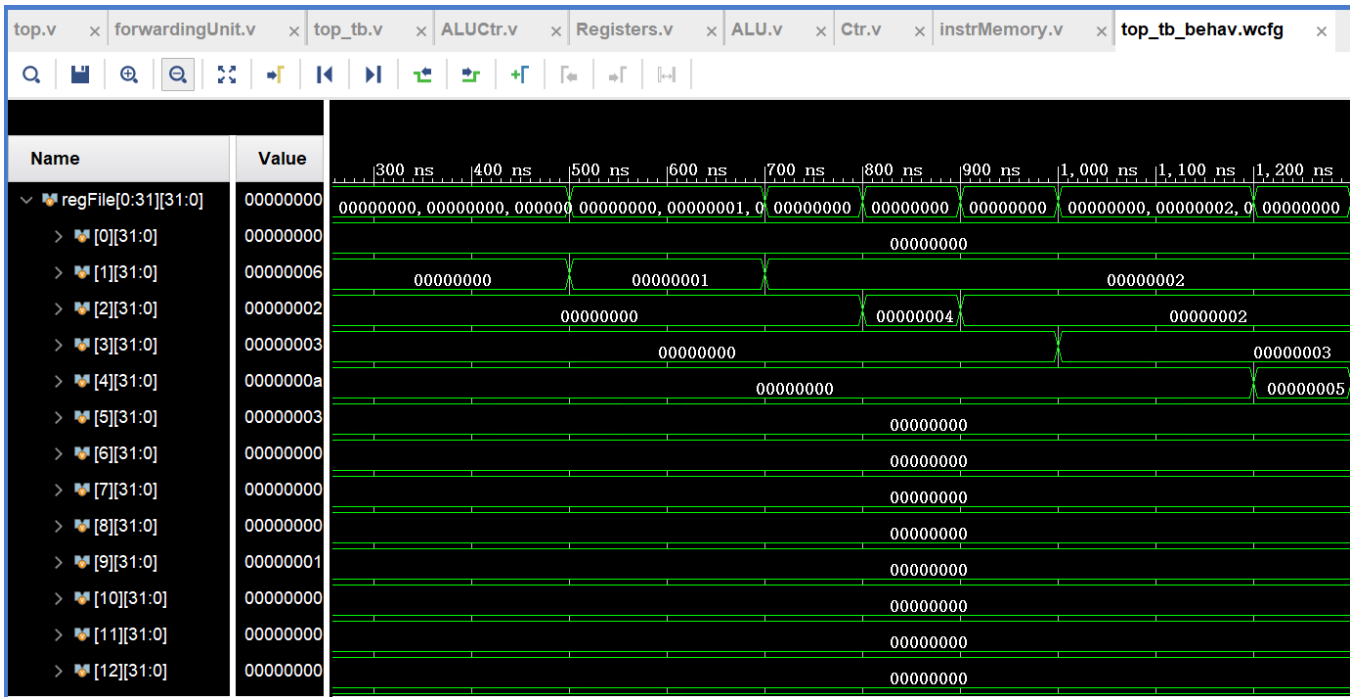 top.v × forwardingUnit.v × top_tb.v × ALUCtr.v × Registers.v × ALU.v × Ctr.v × instrMemory.v × top_tb_behav.wcfg ×
Name Value 300 ns 400 ns 500 ns 600 ns 700 ns 800 ns 900 ns 1,000 ns 1,100 ns 1,200 ns
regFile[0:31][31:0] 00000000 00000000,00000000,000000 00000000,00000001,0 00000000 00000000 00000000 00000000,00000002,0 00000000
[0][31:0] 00000000 00000000
[1][31:0] 00000006 00000000 00000001 00000002
[2][31:0] 00000002 00000000 00000004 00000002
[3][31:0] 00000003 00000000 00000003
[4][31:0] 0000000a 00000000 00000005
[5][31:0] 00000003 00000000
[6][31:0] 00000000 00000000
[7][31:0] 00000000 00000000
[8][31:0] 00000000 00000000
[9][31:0] 00000001 00000000
[10][31:0] 00000000 00000000
[11][31:0] 00000000 00000000
[12][31:0] 00000000 00000000